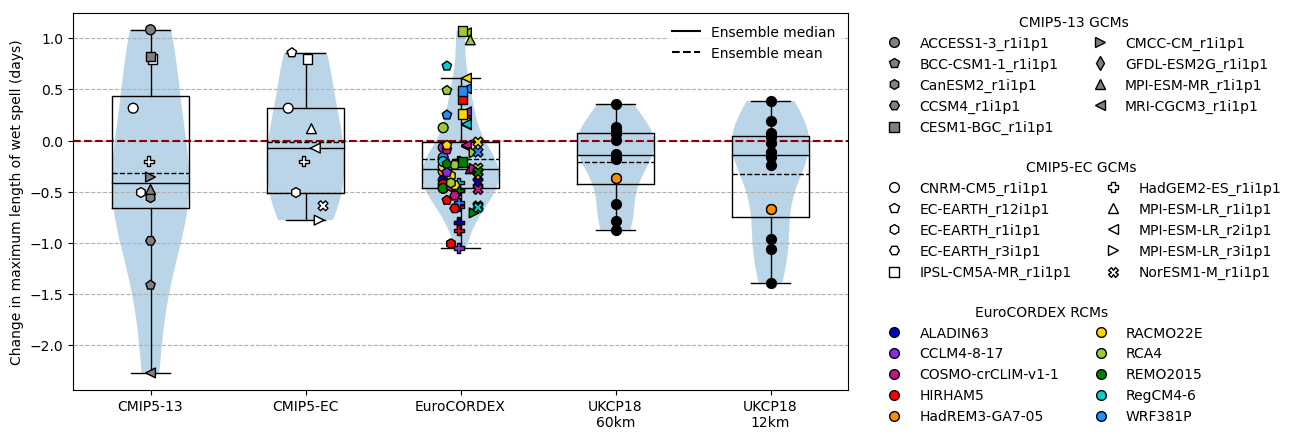 Change in maximum length of wet spell (days)
1.0
0.5
0.0
−0.5
−1.0
−1.5
−2.0
Ensemble median
Ensemble mean
CMIP5-13
CMIP5-EC
EuroCORDEX
UKCP18
60km
UKCP18
12km
CMIP5-13 GCMs
ACCESS1-3_r1i1p1
BCC-CSM1-1_r1i1p1
CanESM2_r1i1p1
CCSM4_r1i1p1
CESM1-BGC_r1i1p1
CMCC-CM_r1i1p1
GFDL-ESM2G_r1i1p1
MPI-ESM-MR_r1i1p1
MRI-CGCM3_r1i1p1
CMIP5-EC GCMs
CNRM-CM5_r1i1p1
EC-EARTH_r12i1p1
EC-EARTH_r1i1p1
EC-EARTH_r3i1p1
IPSL-CM5A-MR_r1i1p1
HadGEM2-ES_r1i1p1
MPI-ESM-LR_r1i1p1
MPI-ESM-LR_r2i1p1
MPI-ESM-LR_r3i1p1
NorESM1-M_r1i1p1
EuroCORDEX RCMs
ALADIN63
CCLM4-8-17
COSMO-crCLIM-v1-1
HIRHAM5
HadREM3-GA7-05
RACMO22E
RCA4
REMO2015
RegCM4-6
WRF381P